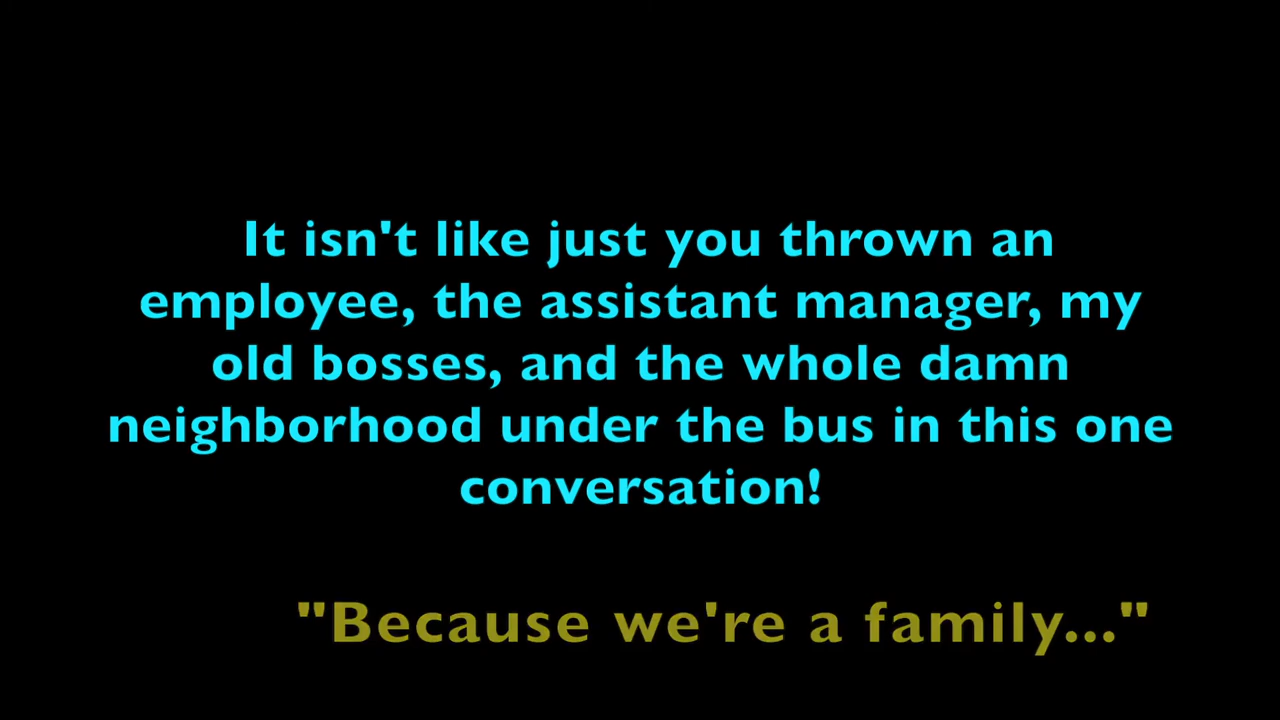 It isn't like just you thrown an
employee, the assistant manager, my
old bosses, and the whole damn
neighborhood under the bus in this one
conversation!
"Because we're a family..."